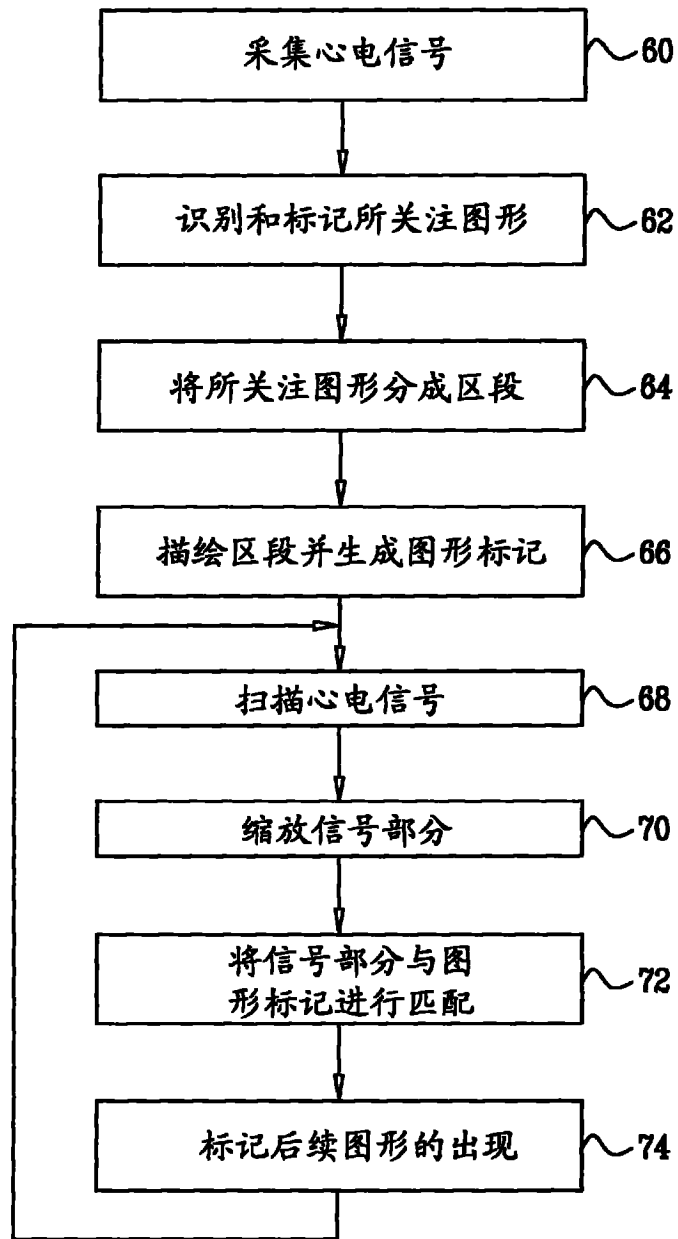 采集心电信号
60
识别和标记所关注图形
62
将所关注图形分成区段
64
描绘区段并生成图形标记
66
扫描心电信号
68
缩放信号部分
70
将信号部分与图
形标记进行匹配
72
标记后续图形的出现
74